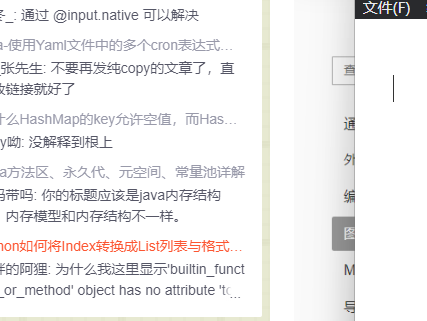 _: 通过 @input.native 可以解决
a-使用Yaml文件中的多个cron表达式…
张先生: 不要再发纯copy的文章了，直
链接就好了
什么HashMap的key允许空值，而Has…
y呦: 没解释到根上
a方法区、永久代、元空间、常量池详解
码带吗: 你的标题应该是java内存结构
，内存模型和内存结构不一样。
hon如何将Index转换成List列表与格式…
胖的阿狸: 为什么我这里显示'builtin_funct
_or_method' object has no attribute 'to…
文件(F)
查
通
外
编
图
M
导